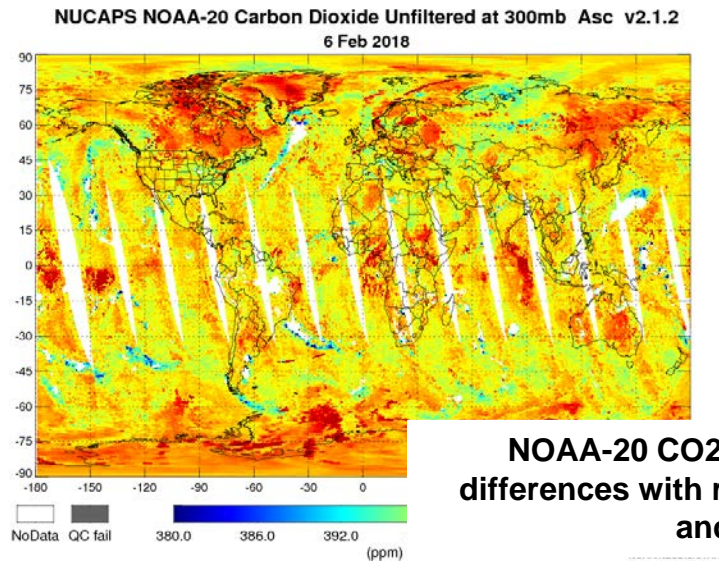 NUCAPS NOAA-20 Carbon Dioxide Unfiltered at 300mb Asc v2.1.2
6 Feb 2018
90
75
60
45
30
15
0
-15
-30
-45
-60
-75
-90
-180 -150 -120 -90 -60 -30 0
NOAA-20 CO2
differences with
and
NoData QC fail 380.0 386.0 392.0
(ppm)